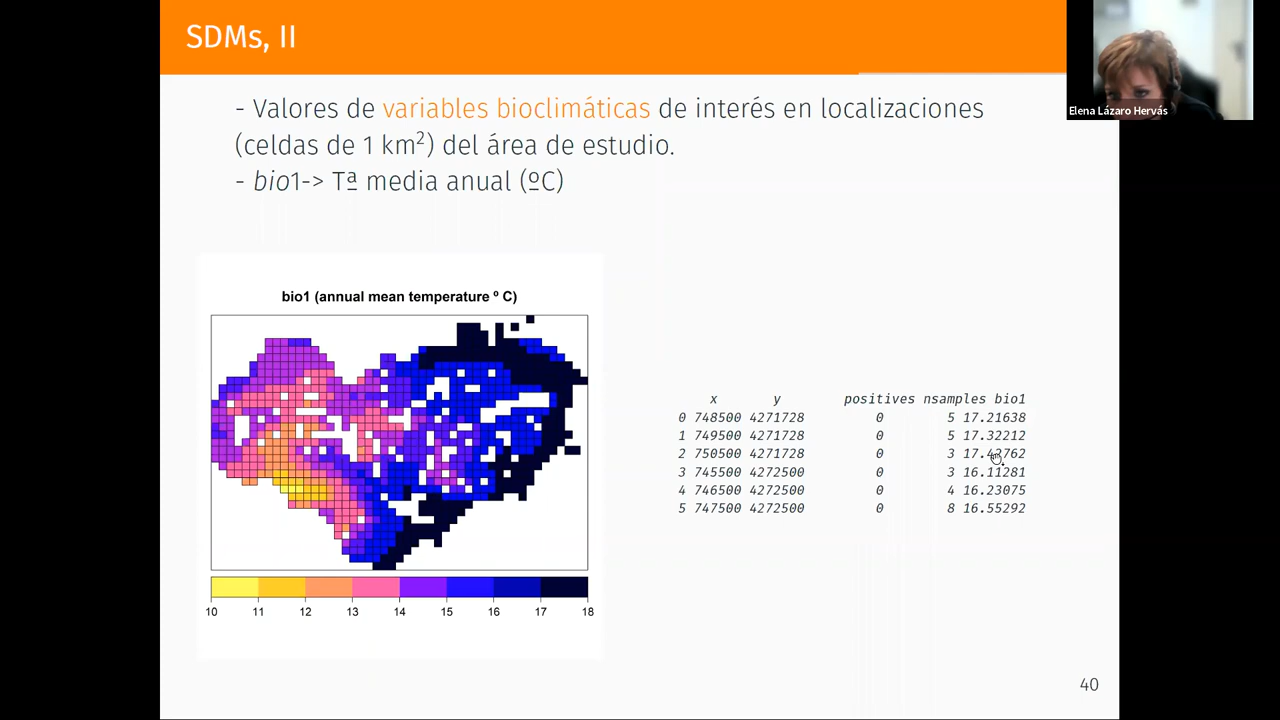 SDMs, II
Elena Lázaro Hervás
- Valores de variables bioclimáticas de interés en localizaciones
(celdas de 1 km²) del área de estudio.
- bio1-> Tª media anual (ºC)
bio1 (annual mean temperature º C)
10 11 12 13 14 15 16 17 18
x y positives nsamples bio1
0 748500 4271728 0 5 17.21638
1 749500 4271728 0 5 17.32212
2 750500 4271728 0 3
3 745500 4272500 0 3 16.11281
4 746500 4272500 0 4 16.23075
5 747500 4272500 0 8 16.55292
40